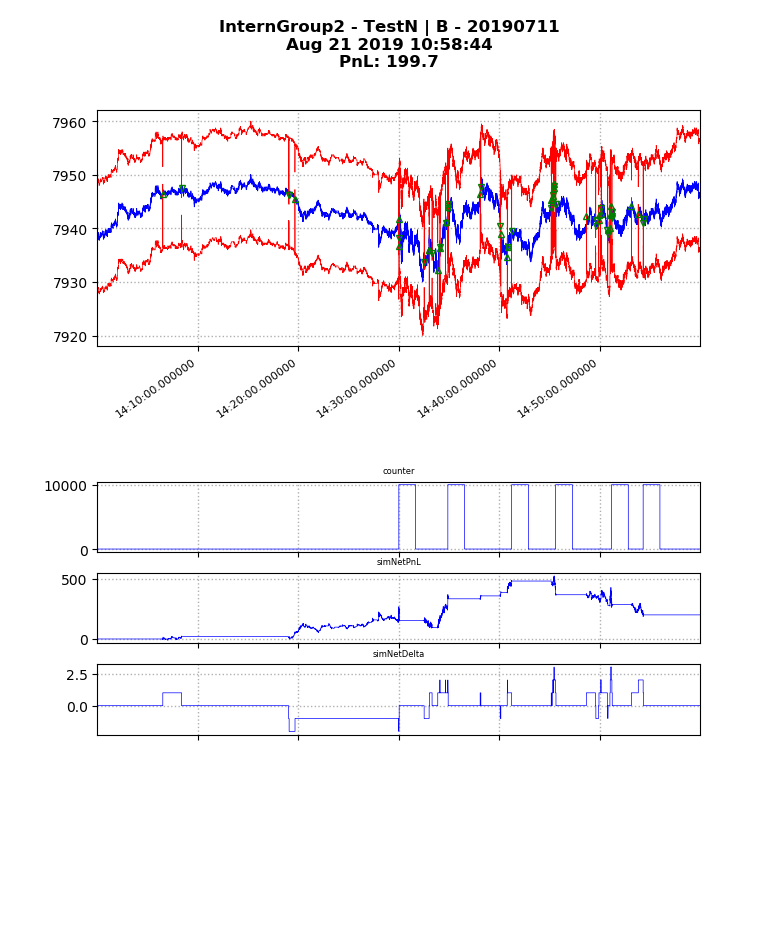 InternGroup2 - TestN | B - 20190711
Aug 21 2019 10:58:44
PnL: 199.7
7960
7950
7940
7930
7920
14:10:00.000000
14:20:00.000000
14:30:00.000000
14:40:00.000000
14:50:00.000000
counter
10000
0
simNetPnL
500
0
simNetDelta
2.5
0.0